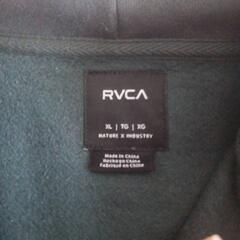 RVCA
XL | TG | XG
NATURE X INDUSTRY
Made in China
Hecho en China
Fabriqué en Chine